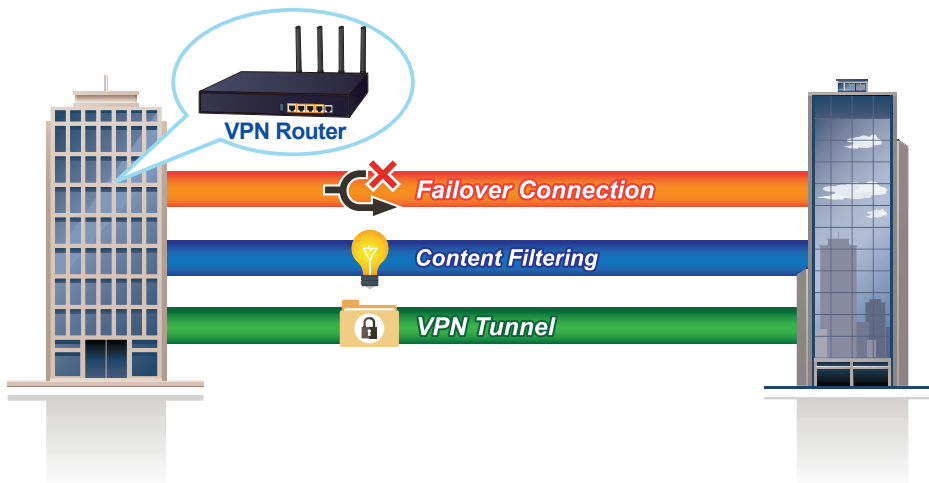 VPN Router
Failover Connection
Content Filtering
VPN Tunnel